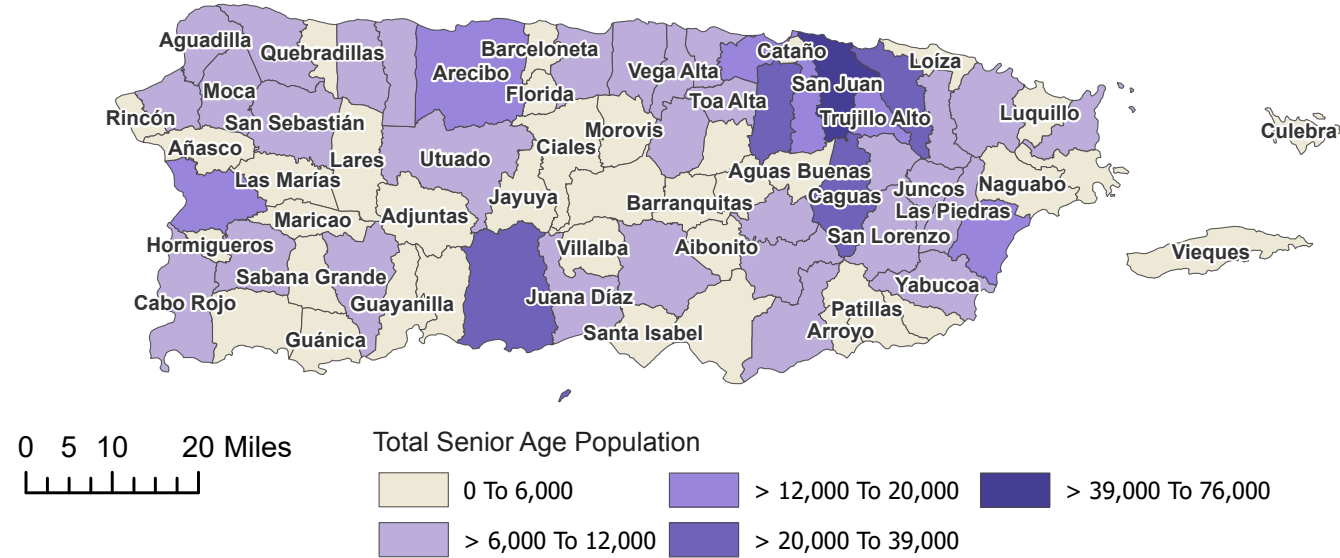 Aguadilla
Quebradillas
Barceloneta
Cataño
Loíza
Arecibo
Vega Alta
San Juan
Moca
Florida
Toa Alta
Luquillo
Rincón
San Sebastián
Morovis
Trujillo Alto
Culebra
Añasco
Lares
Utuado
Ciales
Las Marías
Aguas Buenas
Juncos
Naguabo
Jayuya
Barranquitas
Caguas
Las Piedras
Maricao
Adjuntas
Hormigueros
Villalba
Aibonito
San Lorenzo
Vieques
Sabana Grande
Yabucoa
Cabo Rojo
Guayanilla
Juana Díaz
Patillas
Guánica
Santa Isabel
Arroyo
0 5 10 20 Miles
Total Senior Age Population
0 To 6,000
> 12,000 To 20,000
> 39,000 To 76,000
> 6,000 To 12,000
> 20,000 To 39,000